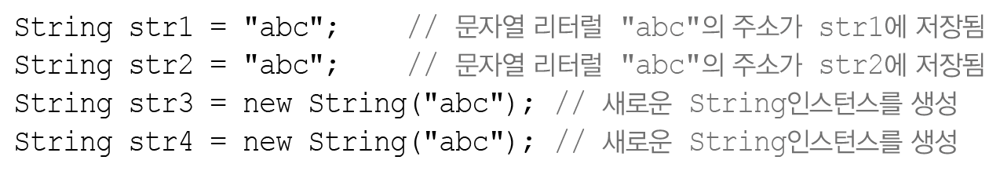 String str1 = "abc"; // 문자열 리터럴 "abc"의 주소가 str1에 저장됨
String str2 = "abc"; // 문자열 리터럴 "abc"의 주소가 str2에 저장됨
String str3 = new String("abc"); // 새로운 String인스턴스를 생성
String str4 = new String("abc"); // 새로운 String인스턴스를 생성